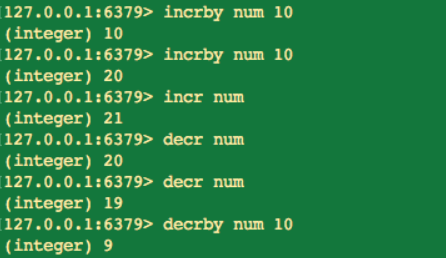 127.0.0.1:6379> incrby num 10
(integer) 10
127.0.0.1:6379> incrby num 10
(integer) 20
127.0.0.1:6379> incr num
(integer) 21
127.0.0.1:6379> decr num
(integer) 20
127.0.0.1:6379> decr num
(integer) 19
127.0.0.1:6379> decrby num 10
(integer) 9